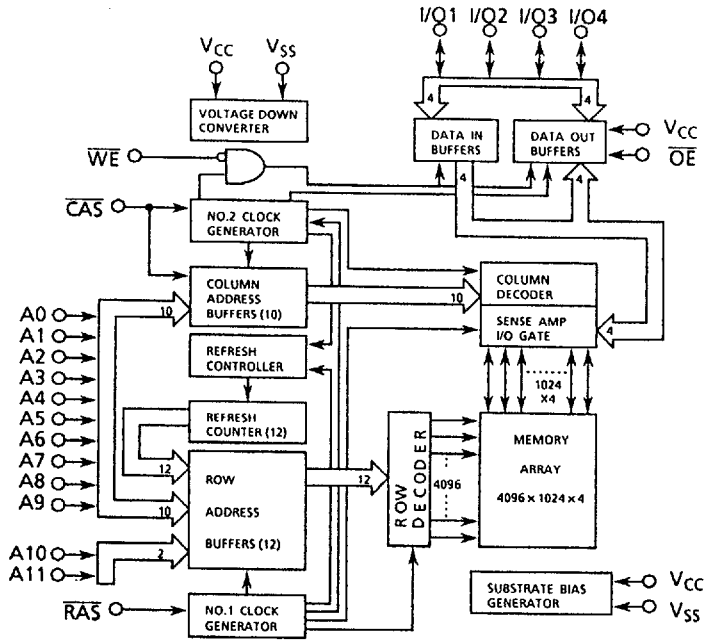 I/O1 I/O2 I/O3 I/O4
VCC VSS
4
VOLTAGE DOWN
CONVERTER
DATA IN
BUFFERS
DATA OUT
BUFFERS
VCC
OE
WE
4
4
CAS
NO.2 CLOCK
GENERATOR
COLUMN
ADDRESS
BUFFERS (10)
10
10
COLUMN
DECODER
SENSE AMP
I/O GATE
4
A0
A1
A2
A3
A4
A5
A6
A7
A8
A9
A10
A11
REFRESH
CONTROLLER
REFRESH
COUNTER (12)
1024
×4
12
10
2
ROW
ADDRESS
BUFFERS (12)
12
ROW
DECODER
4096
MEMORY
ARRAY
4096 × 1024 × 4
RAS
NO.1 CLOCK
GENERATOR
SUBSTRATE BIAS
GENERATOR
VCC
VSS